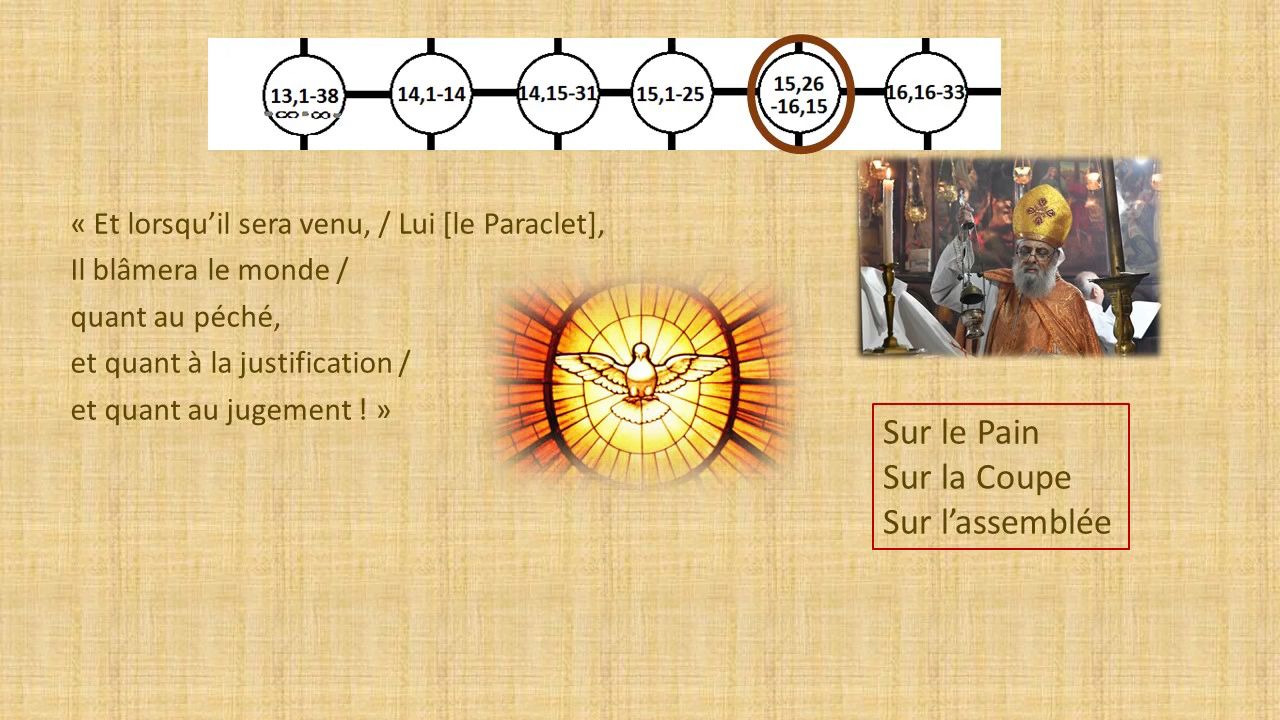 13,1-38
14,1-14
14,15-31
15,1-25
15,26
-16,15
16,16-33
« Et lorsqu’il sera venu, / Lui [le Paraclet],
Il blâmera le monde /
quant au péché,
et quant à la justification /
et quant au jugement ! »
Sur le Pain
Sur la Coupe
Sur l’assemblée